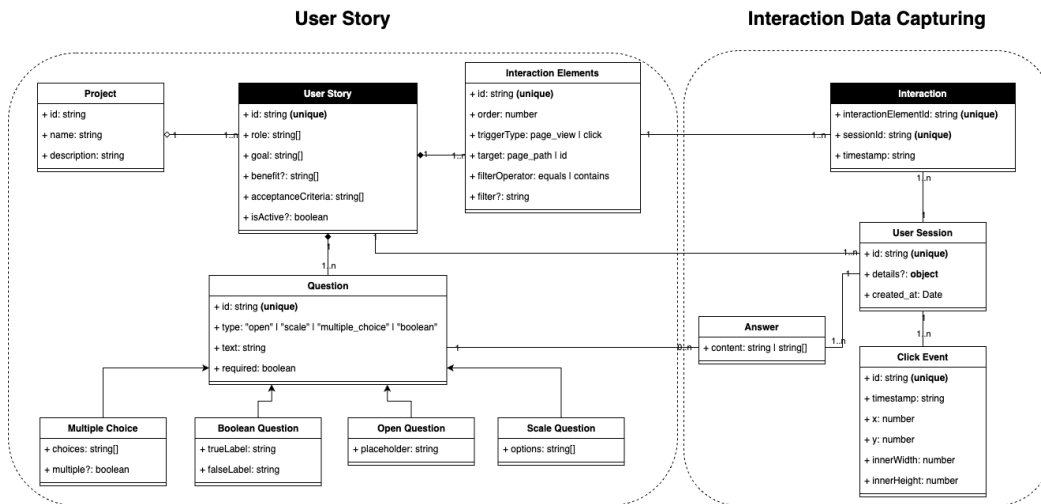 User Story
Interaction Data Capturing
Project
+ id: string
+ name: string
+ description: string
1
1..n
User Story
+ id: string (unique)
+ role: string[]
+ goal: string[]
+ benefit?: string[]
+ acceptanceCriteria: string[]
+ isActive?: boolean
1
1..n
Interaction Elements
+ id: string (unique)
+ order: number
+ triggerType: page_view | click
+ target: page_path | id
+ filterOperator: equals | contains
+ filter?: string
1
1..n
Interaction
+ interactionElementId: string (unique)
+ sessionId: string (unique)
+ timestamp: string
1..n
1
1
1..n
1
1..n
User Session
+ id: string (unique)
+ details?: object
+ created_at: Date
1
1..n
1
1..n
Question
+ id: string (unique)
+ type: "open" | "scale" | "multiple_choice" | "boolean"
+ text: string
+ required: boolean
1
0..n
Answer
+ content: string | string[]
Click Event
+ id: string (unique)
+ timestamp: string
+ x: number
+ y: number
+ innerWidth: number
+ innerHeight: number
Multiple Choice
+ choices: string[]
+ multiple?: boolean
Boolean Question
+ trueLabel: string
+ falseLabel: string
Open Question
+ placeholder: string
Scale Question
+ options: string[]